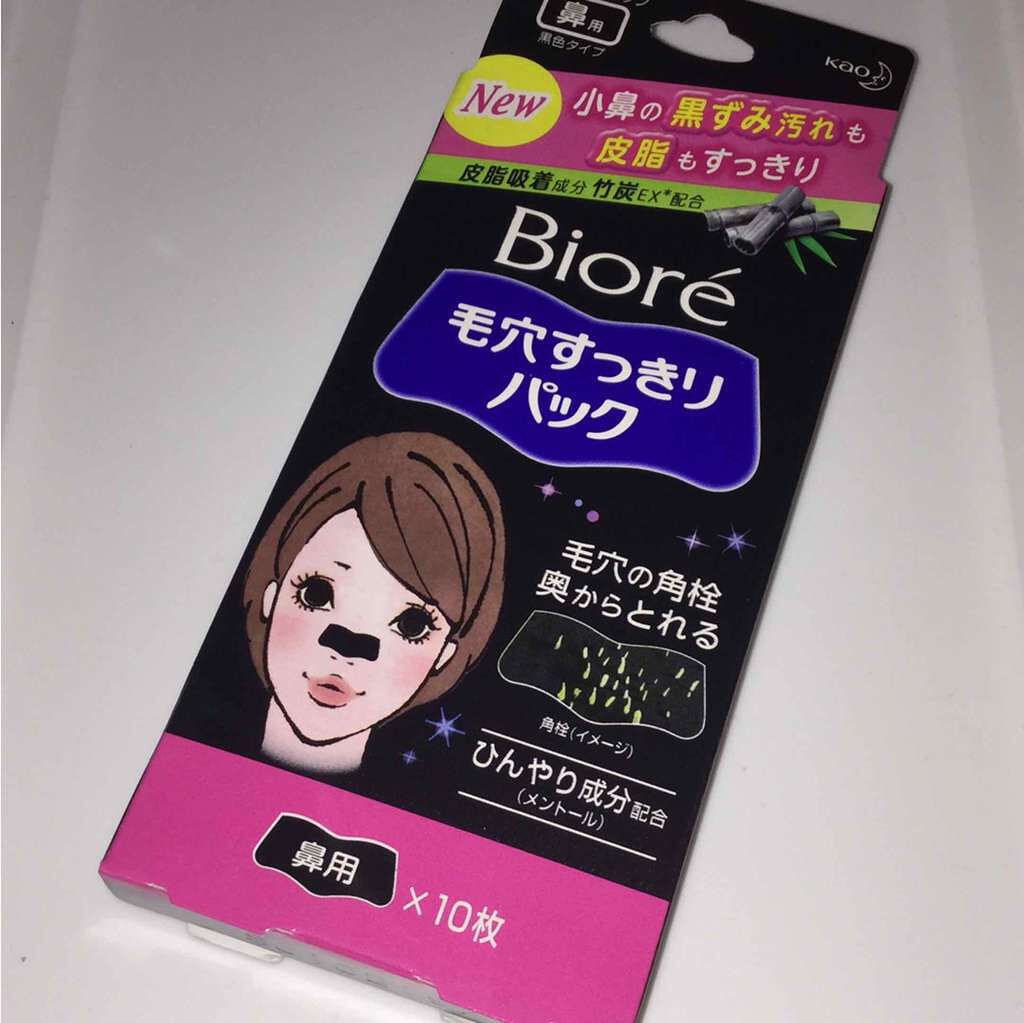 鼻用
黒色タイプ
Kao
New
小鼻の黒ずみ汚れも
皮脂もすっきり
皮脂吸着成分 竹炭EX*配合
Bioré
毛穴すっきり
パック
毛穴の角栓
奥からとれる
角栓(イメージ)
ひんやり成分配合
(メントール)
鼻用
×10枚